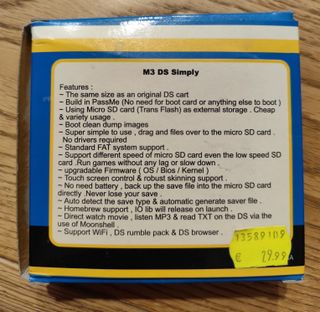 M3 DS Simply
Features :
~ The same size as an original DS cart
~ Build in PassMe (No need for boot card or anything else to boot )
~ Using Micro SD card (Trans Flash) as external storage . Cheap
& variety usage .
~ Boot clean dump images
~ Super simple to use , drag and files over to the micro SD card .
No drivers required
~ Standard FAT system support .
~ Support different speed of micro SD card even the low speed SD
card .Run games without any lag or slow down .
~ upgradable Firmware ( OS / Bios / Kernel )
~ Touch screen control & robust skinning support .
~ No need battery , back up the save file into the micro SD card
directly .Never lose your save .
~ Auto detect the save type & automatic generate saver file .
~ Homebrew support , IO lib will release on launch .
~ Direct watch movie , listen MP3 & read TXT on the DS via the
use of Moonshell .
~ Support WiFi , DS rumble pack & DS browser .
€ 29.99